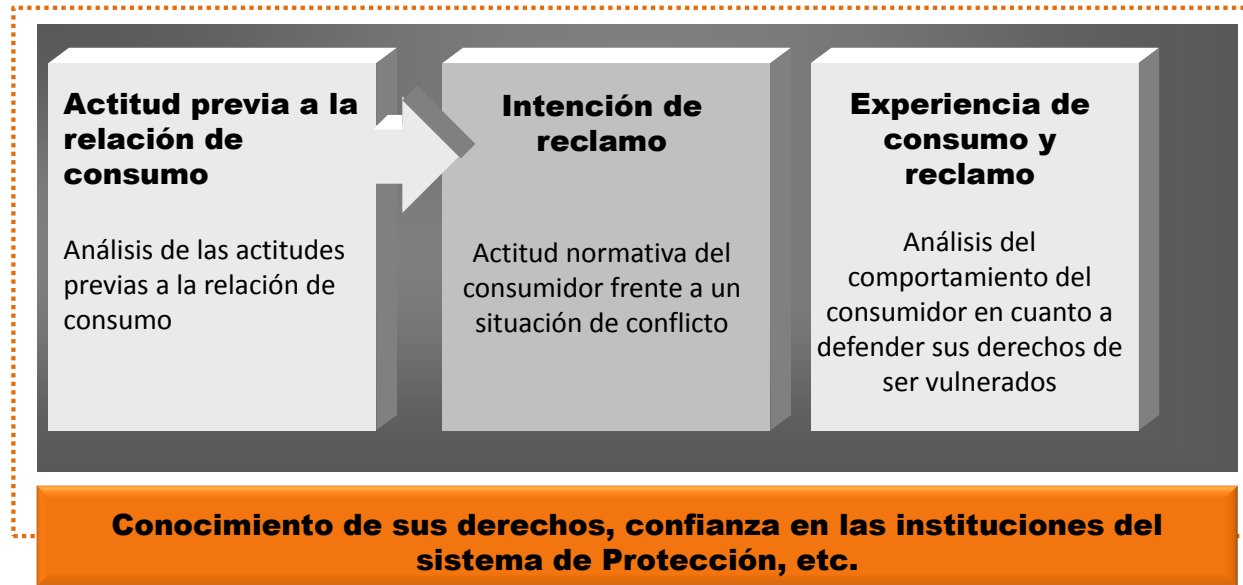 Actitud previa a la
relación de
consumo
Análisis de las actitudes
previas a la relación de
consumo
Intención de
reclamo
Actitud normativa del
consumidor frente a un
situación de conflicto
Experiencia de
consumo y
reclamo
Análisis del
comportamiento del
consumidor en cuanto a
defender sus derechos de
ser vulnerados
Conocimiento de sus derechos, confianza en las instituciones del
sistema de Protección, etc.